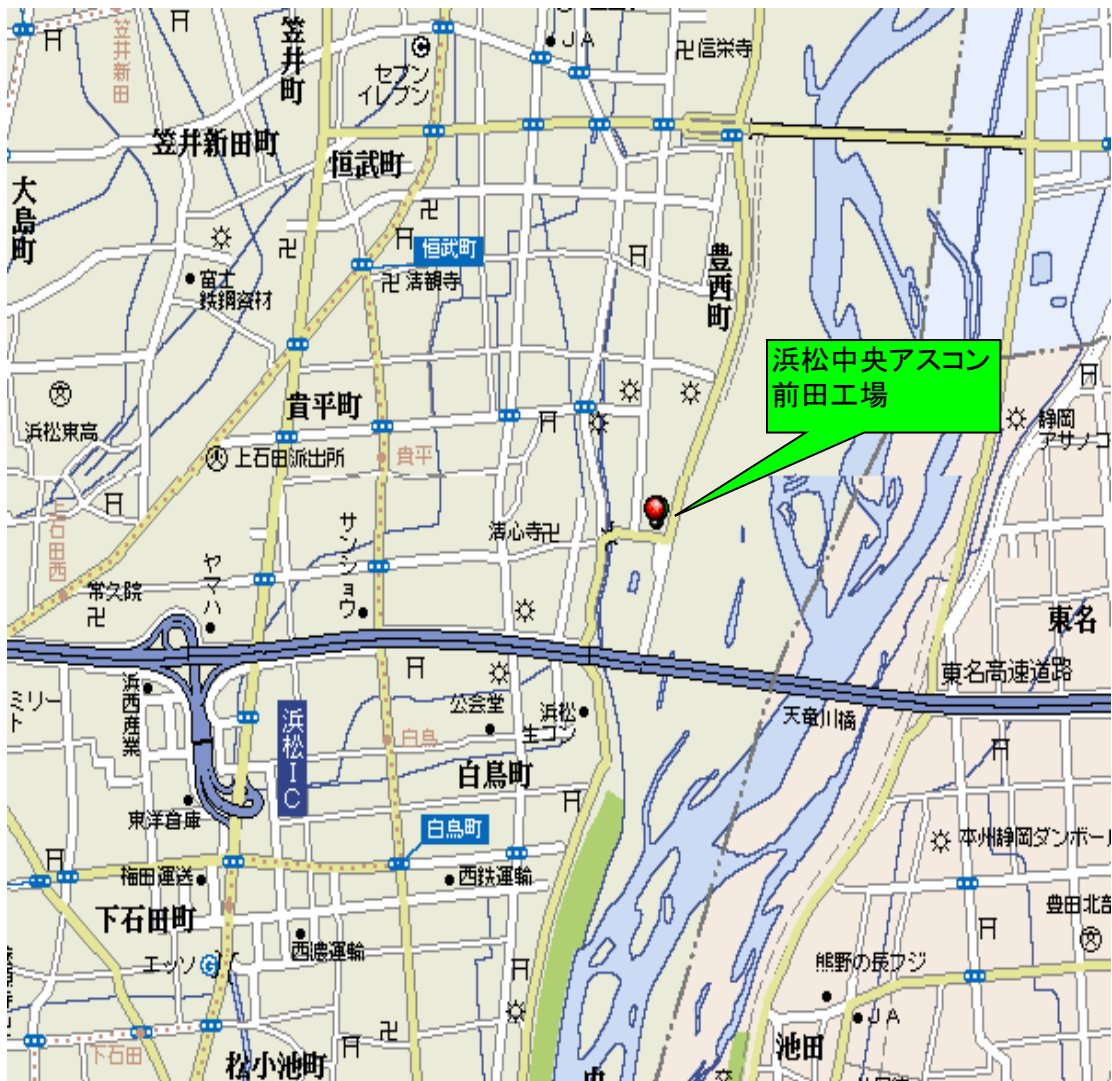 笠井新田
笠井町
セブン
イレブン
JA
信栄寺
笠井新田町
恒武町
大島町
恒武町
豊西町
富士
鉄鋼資材
清観寺
浜松中央アスコン
前田工場
静岡
アサノコ
浜松東高
貴平町
上石田派出所
貴平
上石田西
サンショウ
清心寺
ヤマハ
常久院
東名
東名高速道路
天竜川橋
ミリー
ト
浜西産業
浜松IC
公会堂
浜松
生コン
白鳥
白鳥町
東洋倉庫
白鳥町
本州静岡ダンボール
梅田運送
西鉄運輸
下石田町
豊田北部
西濃運輸
エッソ
熊野の長フジ
JA
下石田
松小池町
池田